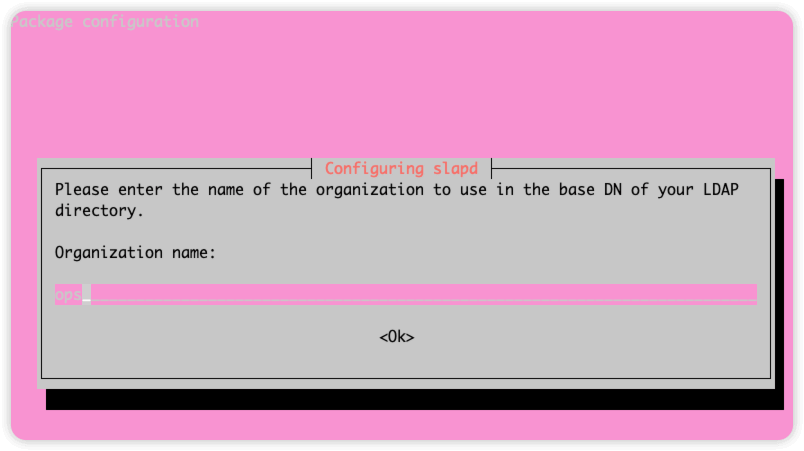 Package configuration
Configuring slapd
Please enter the name of the organization to use in the base DN of your LDAP
directory.
Organization name:
ops
<Ok>